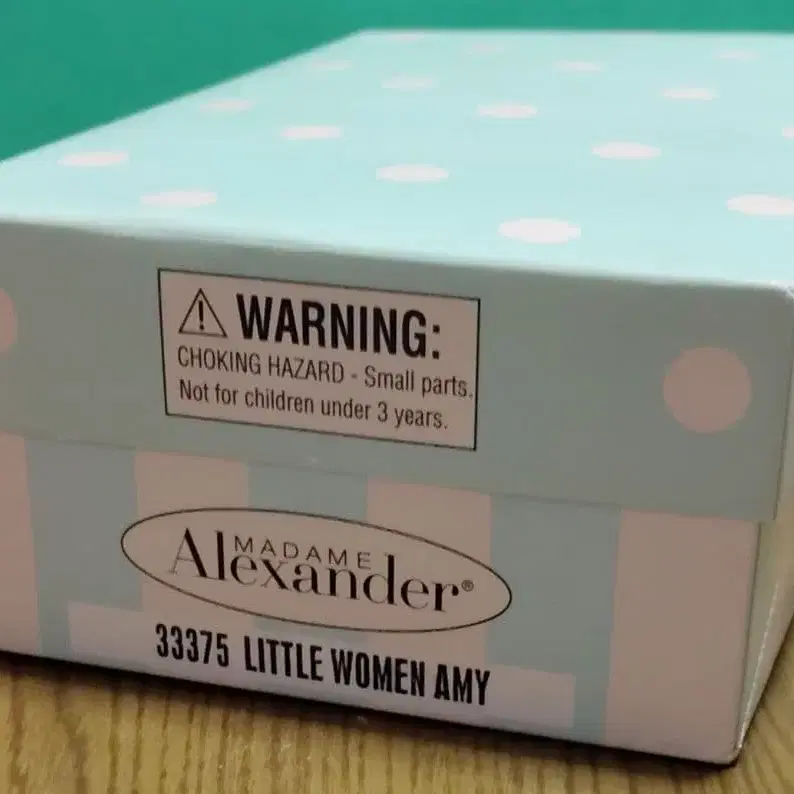 WARNING:
CHOKING HAZARD - Small parts.
Not for children under 3 years.
MADAME
Alexander®
33375 LITTLE WOMEN AMY